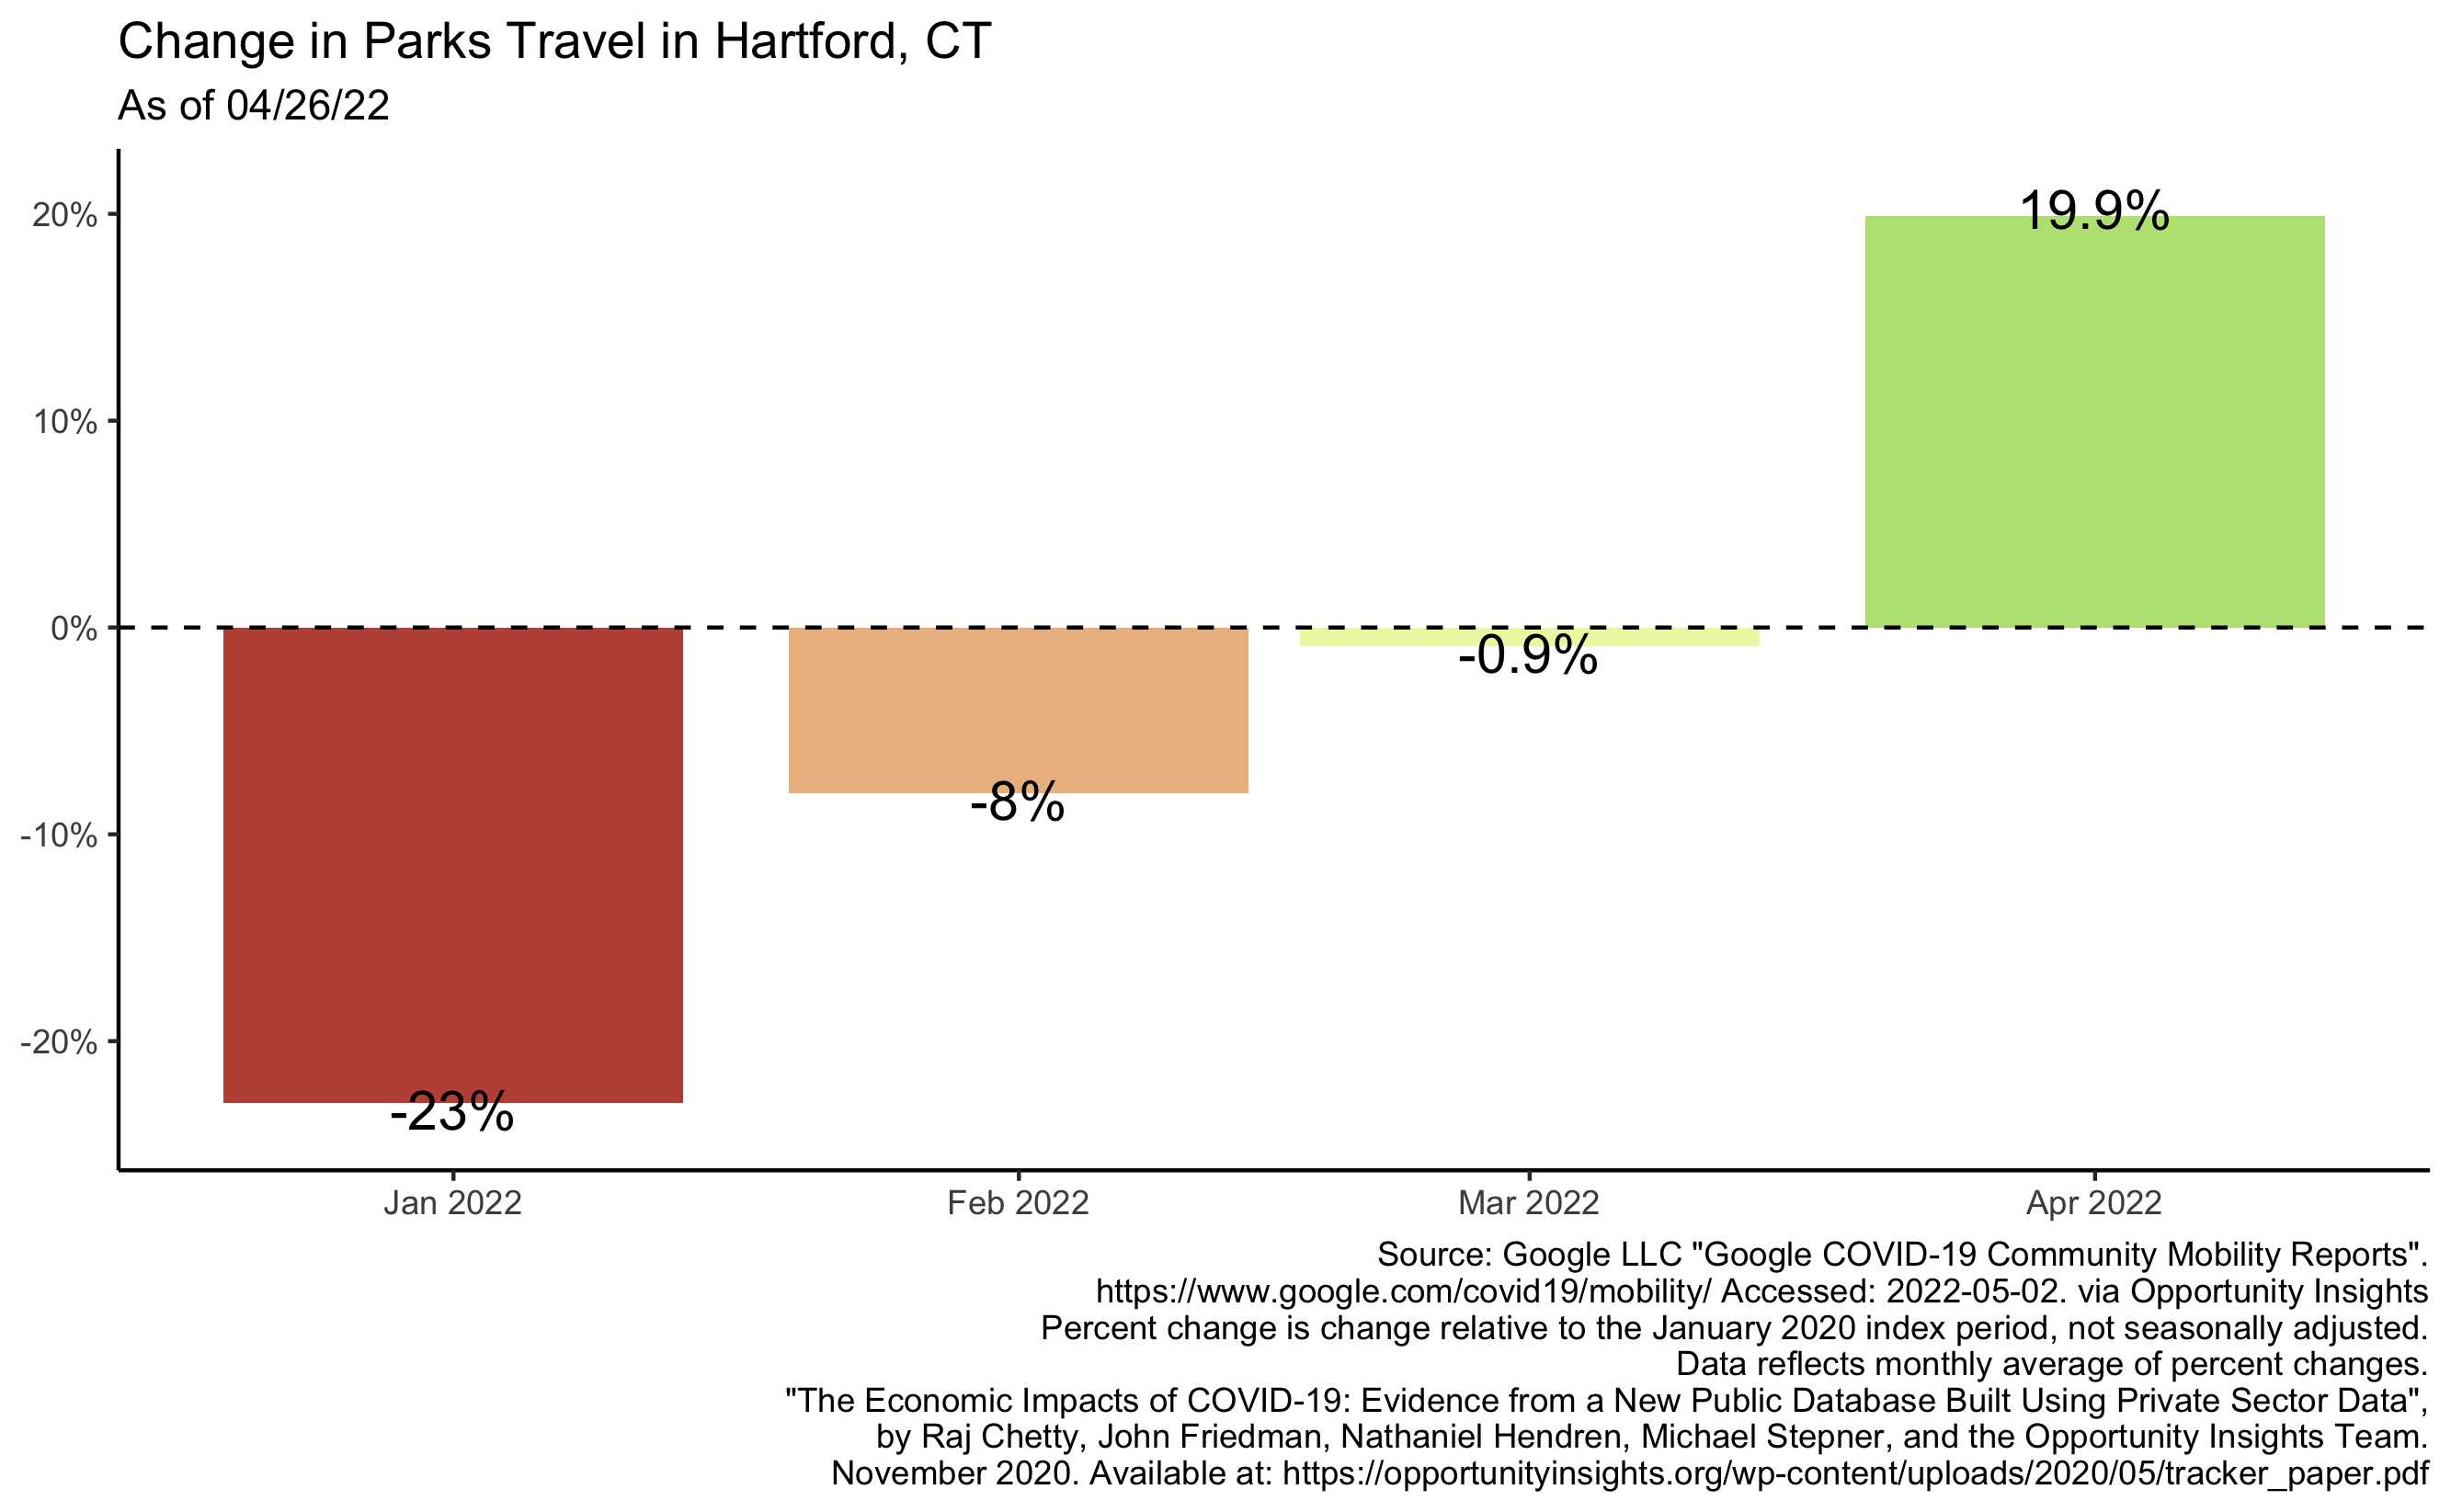 Change in Parks Travel in Hartford, CT
As of 04/26/22
20%
10%
0%
-10%
-20%
-23%
-8%
-0.9%
19.9%
Jan 2022
Feb 2022
Mar 2022
Apr 2022
Source: Google LLC "Google COVID-19 Community Mobility Reports".
https://www.google.com/covid19/mobility/ Accessed: 2022-05-02. via Opportunity Insights
Percent change is change relative to the January 2020 index period, not seasonally adjusted.
Data reflects monthly average of percent changes.
"The Economic Impacts of COVID-19: Evidence from a New Public Database Built Using Private Sector Data",
by Raj Chetty, John Friedman, Nathaniel Hendren, Michael Stepner, and the Opportunity Insights Team.
November 2020. Available at: https://opportunityinsights.org/wp-content/uploads/2020/05/tracker_paper.pdf